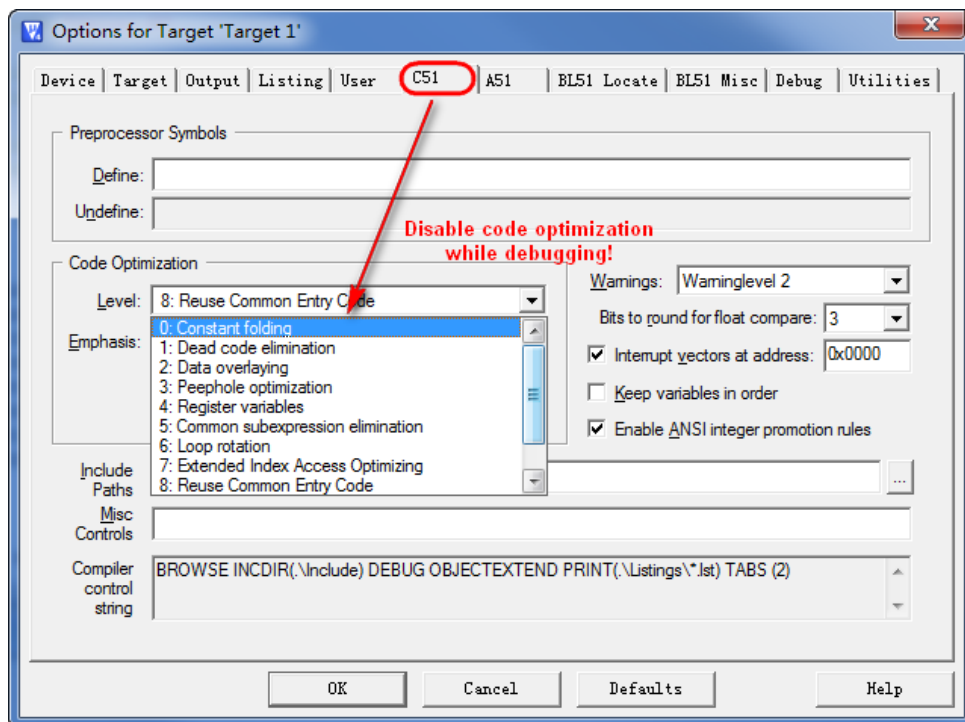 Options for Target 'Target 1'
Device Target Output Listing User C51 A51 BL51 Locate BL51 Misc Debug Utilities
Preprocessor Symbols
Define:
Undefine:
Disable code optimization
while debugging!
Code Optimization
Level: 8: Reuse Common Entry Code
0: Constant folding
Emphasis:
1: Dead code elimination
2: Data overlaying
3: Peephole optimization
4: Register variables
5: Common subexpression elimination
6: Loop rotation
7: Extended Index Access Optimizing
8: Reuse Common Entry Code
Warnings: Warninglevel 2
Bits to round for float compare: 3
Interrupt vectors at address: 0x0000
Keep variables in order
Enable ANSI integer promotion rules
Include
Paths
...
Misc
Controls
Compiler
control
string
BROWSE INCDIR(.\Include) DEBUG OBJECTEXTEND PRINT(.\Listings\*.lst) TABS (2)
OK Cancel Defaults Help